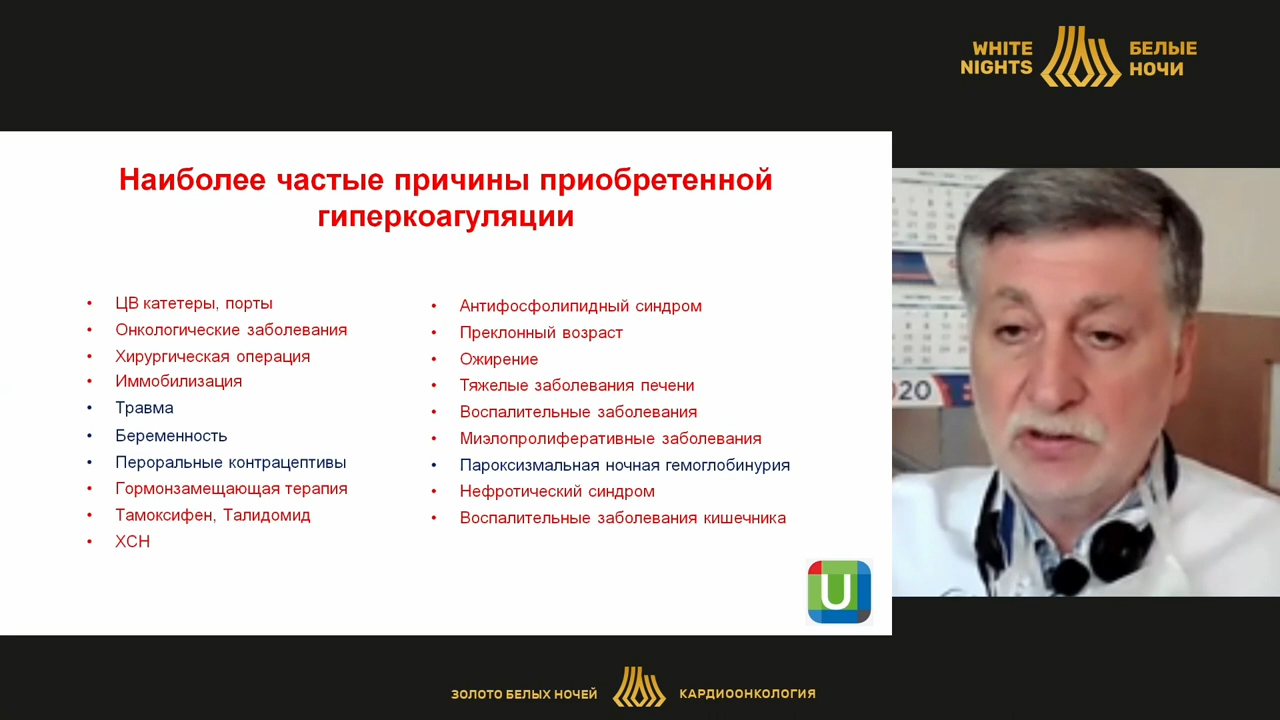 WHITE
NIGHTS
БЕЛЫЕ
НОЧИ
Наиболее частые причины приобретенной
гиперкоагуляции
• ЦВ катетеры, порты
• Онкологические заболевания
• Хирургическая операция
• Иммобилизация
• Травма
• Беременность
• Пероральные контрацептивы
• Гормонзамещающая терапия
• Тамоксифен, Талидомид
• ХСН
• Антифосфолипидный синдром
• Преклонный возраст
• Ожирение
• Тяжелые заболевания печени
• Воспалительные заболевания
• Миэлопролиферативные заболевания
• Пароксизмальная ночная гемоглобинурия
• Нефротический синдром
• Воспалительные заболевания кишечника
U
020
ЗОЛОТО БЕЛЫХ НОЧЕЙ
КАРДИООНКОЛОГИЯ